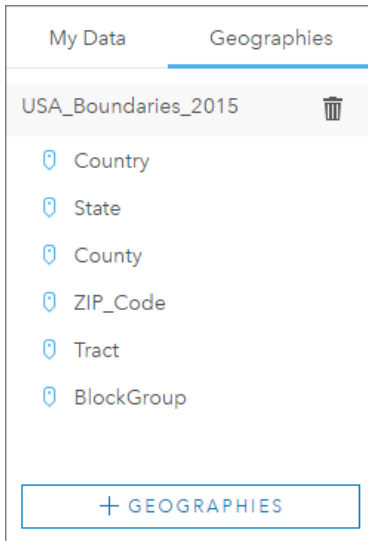 My Data Geographies
USA_Boundaries_2015
Country
State
County
ZIP_Code
Tract
BlockGroup
+ GEOGRAPHIES